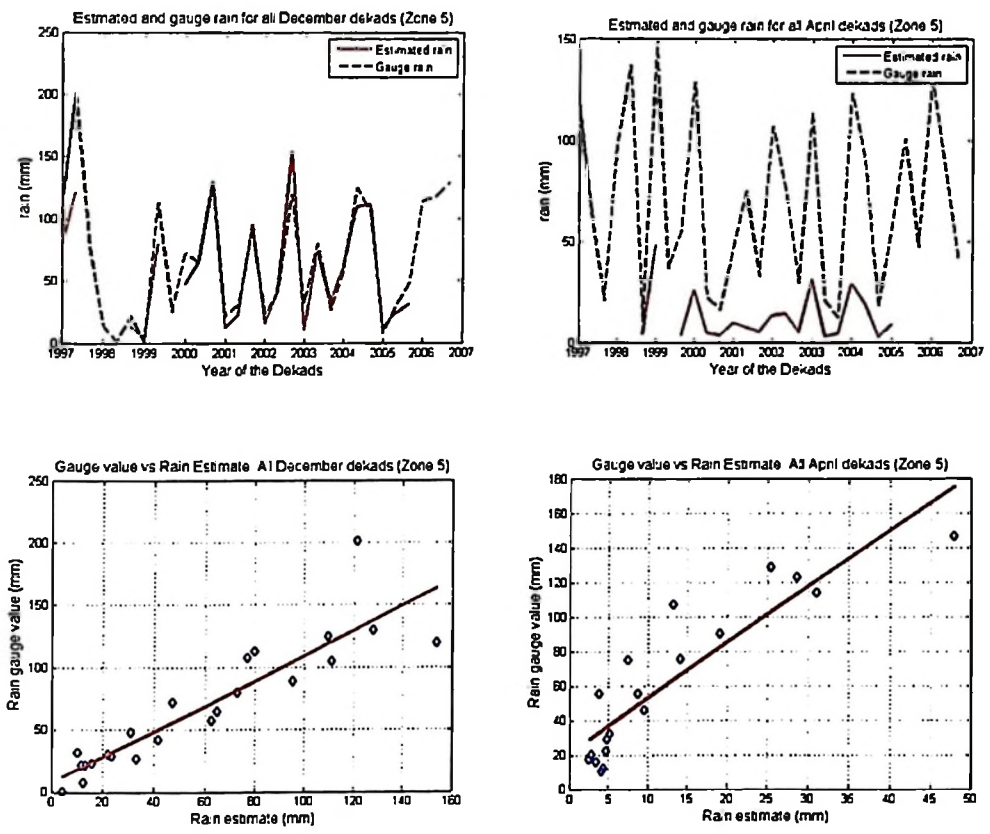 Estmated and gauge rain for all December dekads (Zone 5)
250
200
150
100
50
0
rain (mm)
Estimated rain
Gauge rain
1997 1998 1999 2000 2001 2002 2003 2004 2005 2006 2007
Year of the Dekads
Estimated and gauge rain for all April dekads (Zone 5)
150
100
50
rain (mm)
Estimated rain
Gauge rain
1997 1998 1999 2000 2001 2002 2003 2004 2005 2006 2007
Year of the Dekads
Gauge value vs Rain Estimate All December dekads (Zone 5)
250
200
150
100
50
0
Rain gauge value (mm)
0 20 40 60 80 100 120 140 160
Rain estimate (mm)
Gauge value vs Rain Estimate All April dekads (Zone 5)
180
160
140
120
100
80
60
40
20
0
Rain gauge value (mm)
0 5 10 15 20 25 30 35 40 45 50
Rain estimate (mm)